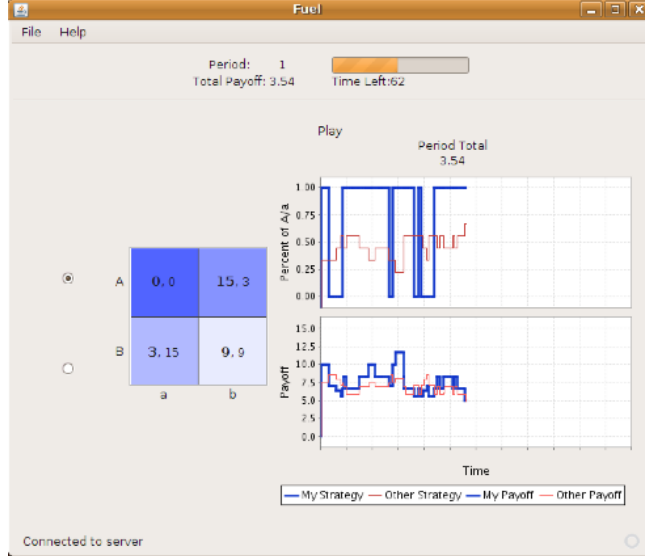 Fuel
File Help
Period: 1
Total Payoff: 3.54
Time Left:62
Play
Period Total
3.54
1.00
0.75
0.50
0.25
0.00
Percent of A/a
A 0.0 15.3
B 3.15 9.9
a b
15.0
12.5
10.0
7.5
5.0
2.5
0.0
Payoff
Time
My Strategy Other Strategy My Payoff Other Payoff
Connected to server